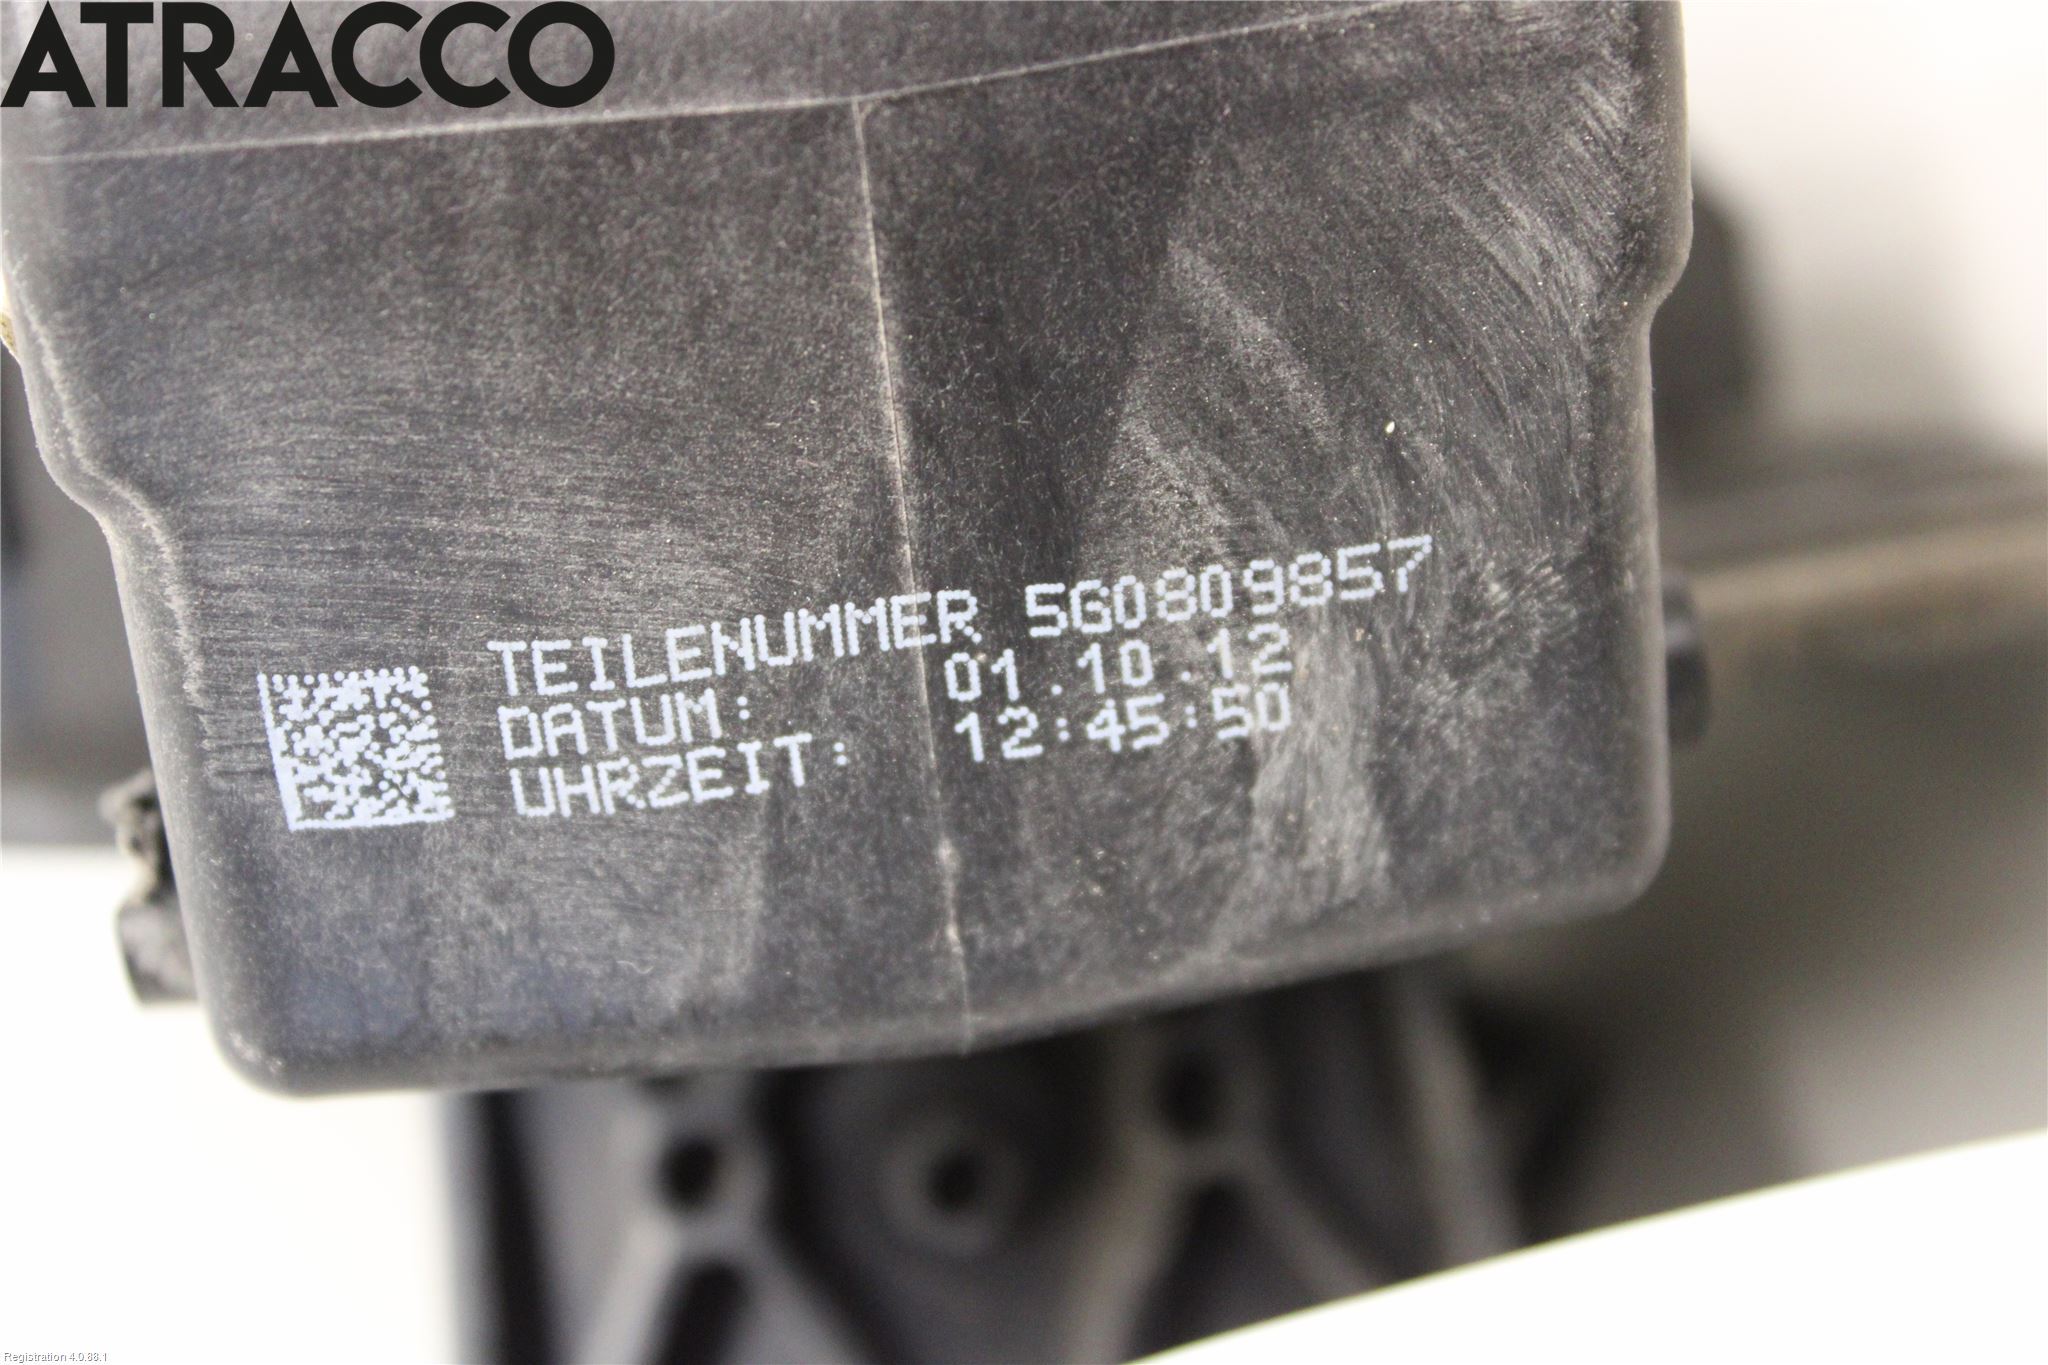 ATRACCO
TEILENUMMER 5G0809857
DATUM: 01.10.12
UHRZEIT: 12:45:50
Registration 4.0.88.1